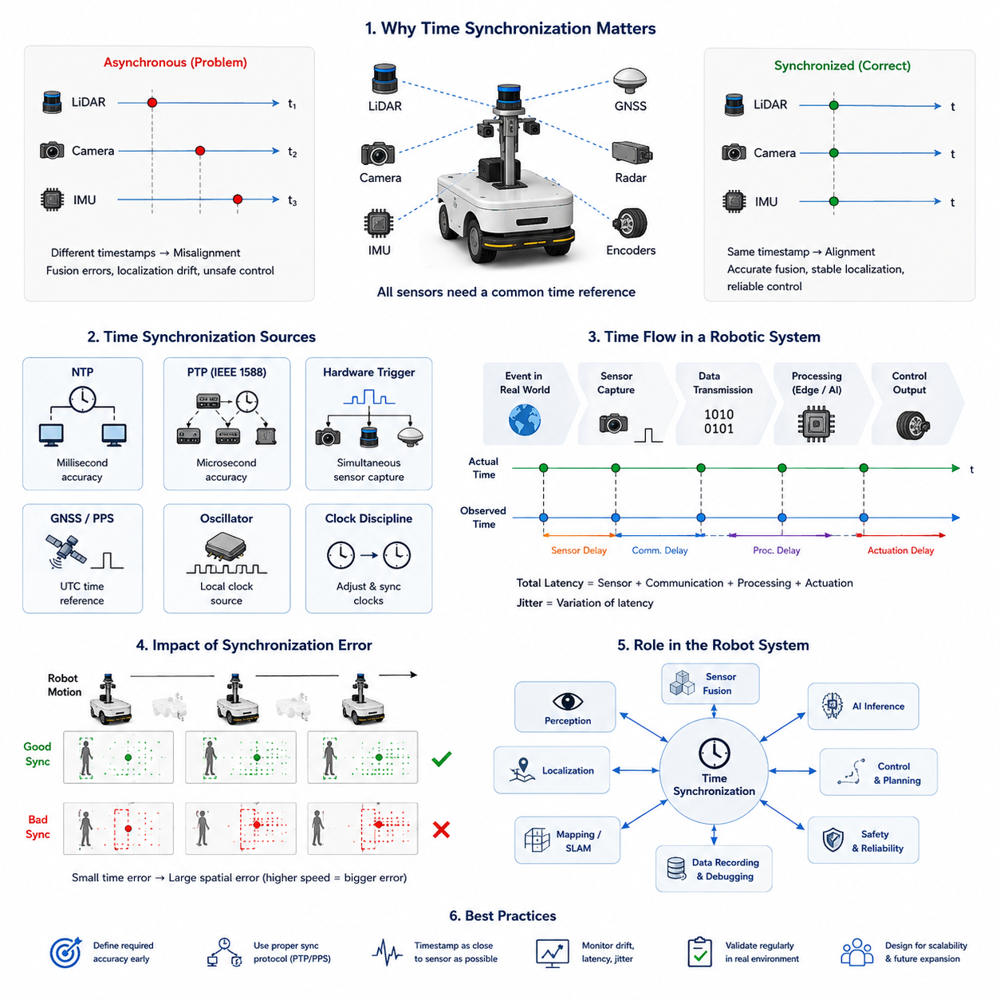 1. Why Time Synchronization Matters
Asynchronous (Problem)
LiDAR
t₁
Camera
t₂
IMU
t₃
Different timestamps → Misalignment
Fusion errors, localization drift, unsafe control
LiDAR
GNSS
Camera
Radar
IMU
Encoders
All sensors need a common time reference
Synchronized (Correct)
LiDAR
t
Camera
t
IMU
t
Same timestamp → Alignment
Accurate fusion, stable localization,
reliable control
2. Time Synchronization Sources
NTP
Millisecond
accuracy
PTP (IEEE 1588)
Microsecond
accuracy
Hardware Trigger
Simultaneous
sensor capture
GNSS / PPS
UTC time
reference
Oscillator
Local clock
source
Clock Discipline
Adjust & sync
clocks
3. Time Flow in a Robotic System
Event in
Real World
Sensor
Capture
Data
Transmission
1010
0101
Processing
(Edge / AI)
Control
Output
Actual
Time
t
Observed
Time
Sensor Delay
Comm. Delay
Proc. Delay
Actuation Delay
Total Latency = Sensor + Communication + Processing + Actuation
Jitter = Variation of latency
4. Impact of Synchronization Error
Robot
Motion
Good
Sync
Bad
Sync
Small time error → Large spatial error (higher speed = bigger error)
5. Role in the Robot System
Sensor
Fusion
Perception
AI Inference
Localization
Time
Synchronization
Control
& Planning
Mapping /
SLAM
Safety
& Reliability
Data Recording
& Debugging
6. Best Practices
Define required
accuracy early
Use proper sync
protocol (PTP/PPS)
Timestamp as close
to sensor as possible
Monitor drift,
latency, jitter
Validate regularly
in real environment
Design for scalability
& future expansion